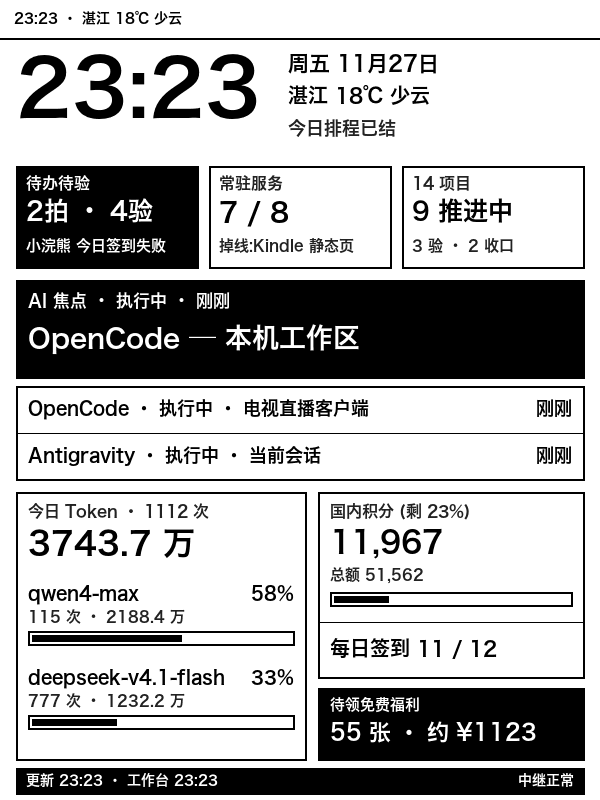 23:23 · 湛江 18℃ 少云
23:23
周五 11月27日
湛江 18℃ 少云
今日排程已结
待办待验
2拍 · 4验
小浣熊 今日签到失败
常驻服务
7 / 8
掉线:Kindle 静态页
14 项目
9 推进中
3 验 · 2 收口
AI 焦点 · 执行中 · 刚刚
OpenCode — 本机工作区
OpenCode · 执行中 · 电视直播客户端 刚刚
Antigravity · 执行中 · 当前会话 刚刚
今日 Token · 1112 次
3743.7 万
qwen4-max 58%
115 次 · 2188.4 万
deepseek-v4.1-flash 33%
777 次 · 1232.2 万
国内积分 (剩 23%)
11,967
总额 51,562
每日签到 11 / 12
待领免费福利
55 张 · 约 ¥1123
更新 23:23 · 工作台 23:23 中继正常